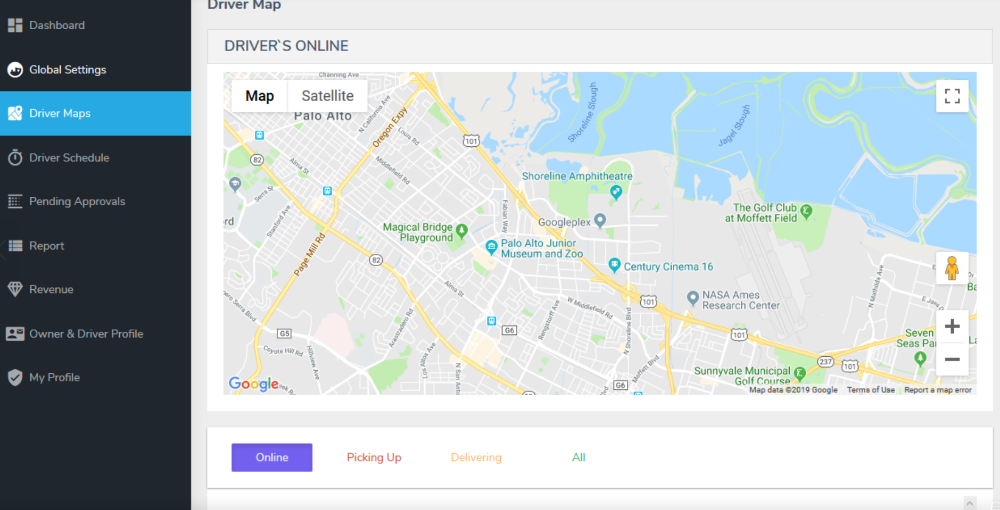 Driver Map
Dashboard
Global Settings
Driver Maps
Driver Schedule
Pending Approvals
Report
Revenue
Owner & Driver Profile
My Profile
DRIVER`S ONLINE
Map
Satellite
Channing Ave
Palo Alto
N California Ave
Oregon Expy
Louis Rd
101
Shoreline Slough
Jagel Slough
82
Alma St
Middlefield Rd
Shoreline Amphitheatre
Serra St
Stanford Ave
Fabian Way
The Golf Club
at Moffett Field
rd
Googleplex
Magical Bridge
Playground
Palo Alto Junior
Museum and Zoo
Page Mill Rd
82
Century Cinema 16
N Mathilda Ave
E
Dr
Ba
Alma St
NASA Ames
Research Center
101
W Middlefield Rd
E Java D
pero Serra Blvd
Arastradero Rd
Rengstorff Ave
N Shoreline Blvd
G5
G6
101
Seven
Seas Pa
La
Coyote Hill Rd
Hillview Ave
Los Altos Ave
N San Anto
Moffett Blvd
237
101
Sunnyvale Municipal
Golf Course
Google
eek R
vd
G6
Map data ©2019 Google
Terms of Use
Report a map error
Online
Picking Up
Delivering
All